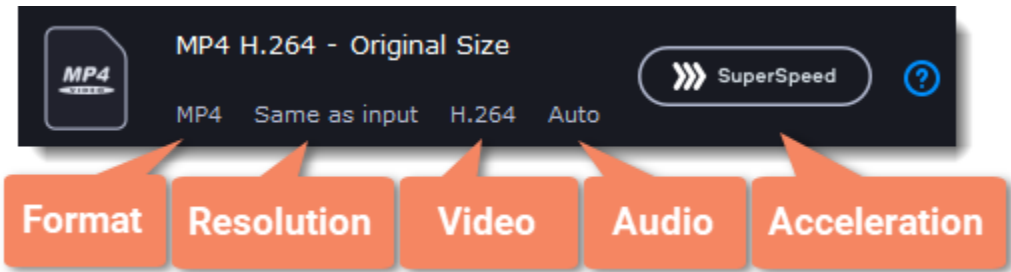 MP4 H.264 - Original Size
MP4
VIDEO
SuperSpeed
?
MP4 Same as input H.264 Auto
Format Resolution Video Audio Acceleration